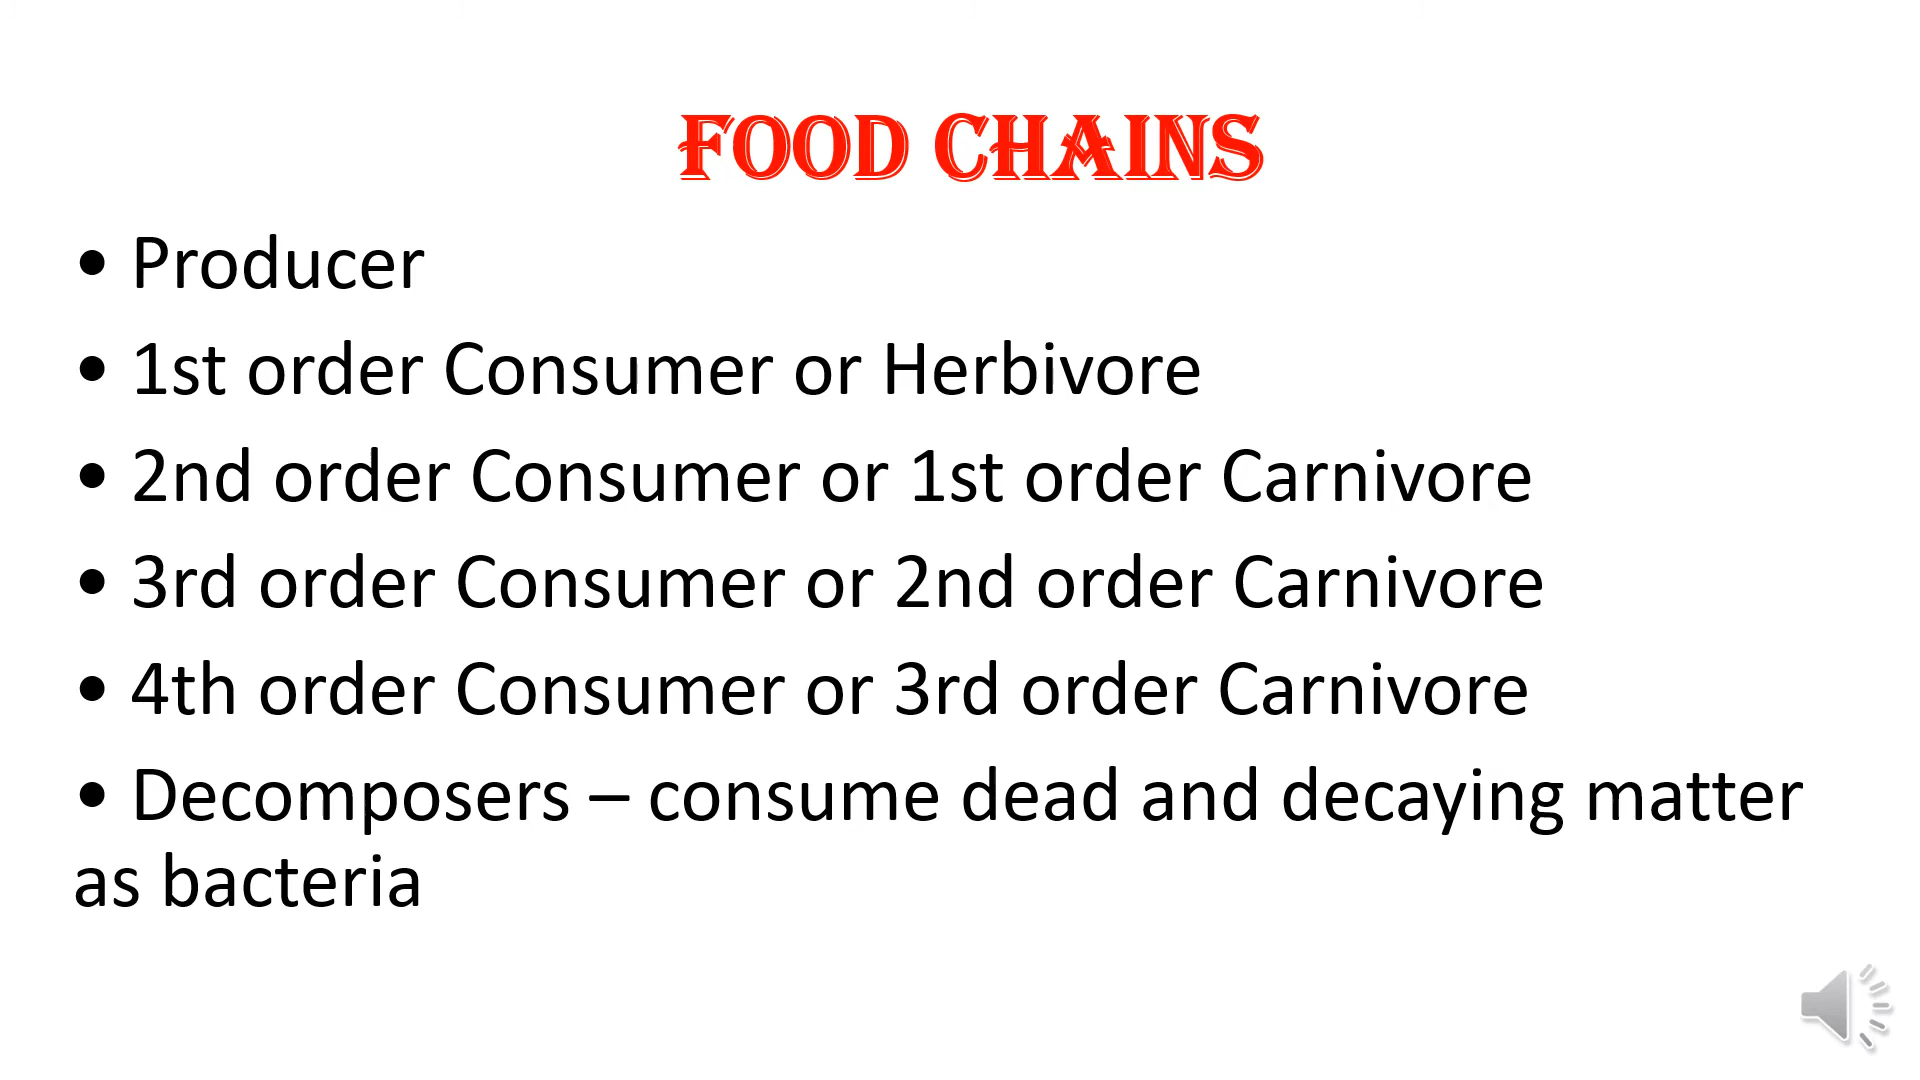 FOOD CHAINS
• Producer
• 1st order Consumer or Herbivore
• 2nd order Consumer or 1st order Carnivore
• 3rd order Consumer or 2nd order Carnivore
• 4th order Consumer or 3rd order Carnivore
• Decomposers – consume dead and decaying matter
as bacteria